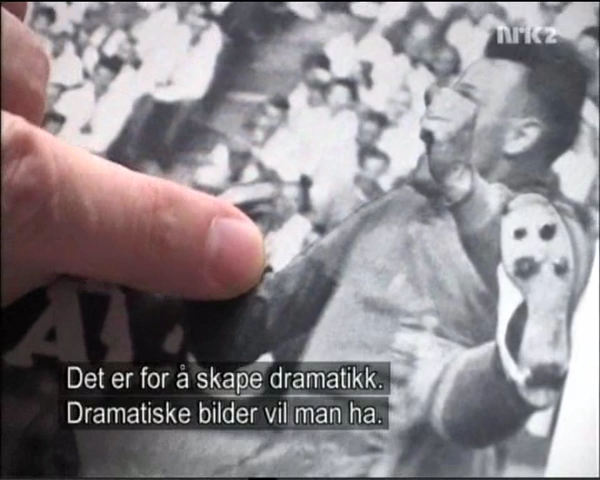 NRK2
Det er for å skape dramatikk.
Dramatiske bilder vil man ha.